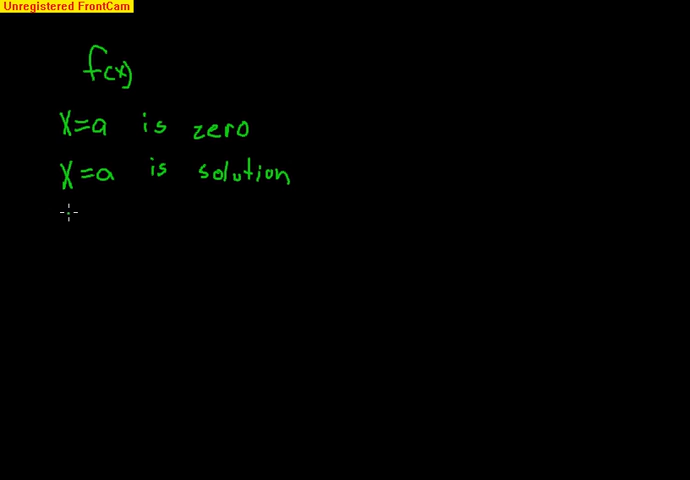 Unregistered FrontCam
f(x)
x=a is zero
x=a is solution